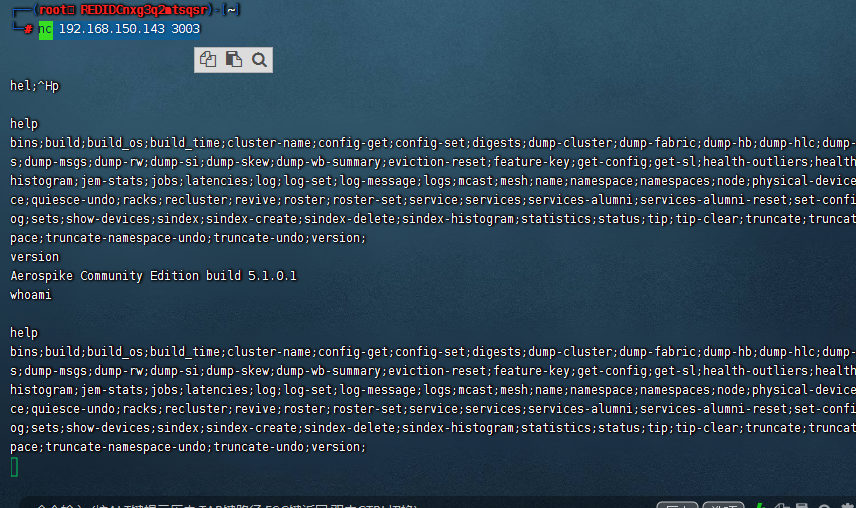 ┌──(root㉿ REDIDCnxg3q2mtsqsr)-[~]
└─# nc 192.168.150.143 3003
hel;^Hp
help
bins;build;build_os;build_time;cluster-name;config-get;config-set;digests;dump-cluster;dump-fabric;dump-hb;dump-hlc;dump-
s;dump-msgs;dump-rw;dump-si;dump-skew;dump-wb-summary;eviction-reset;feature-key;get-config;get-sl;health-outliers;health
histogram;jem-stats;jobs;latencies;log;log-set;log-message;logs;mcast;mesh;name;namespace;namespaces;node;physical-device
ce;quiesce-undo;racks;recluster;revive;roster;roster-set;service;services;services-alumni;services-alumni-reset;set-confi
og;sets;show-devices;sindex;sindex-create;sindex-delete;sindex-histogram;statistics;status;tip;tip-clear;truncate;truncat
pace;truncate-namespace-undo;truncate-undo;version;
version
Aerospike Community Edition build 5.1.0.1
whoami
help
bins;build;build_os;build_time;cluster-name;config-get;config-set;digests;dump-cluster;dump-fabric;dump-hb;dump-hlc;dump-
s;dump-msgs;dump-rw;dump-si;dump-skew;dump-wb-summary;eviction-reset;feature-key;get-config;get-sl;health-outliers;health
histogram;jem-stats;jobs;latencies;log;log-set;log-message;logs;mcast;mesh;name;namespace;namespaces;node;physical-device
ce;quiesce-undo;racks;recluster;revive;roster;roster-set;service;services;services-alumni;services-alumni-reset;set-confi
og;sets;show-devices;sindex;sindex-create;sindex-delete;sindex-histogram;statistics;status;tip;tip-clear;truncate;truncat
pace;truncate-namespace-undo;truncate-undo;version;